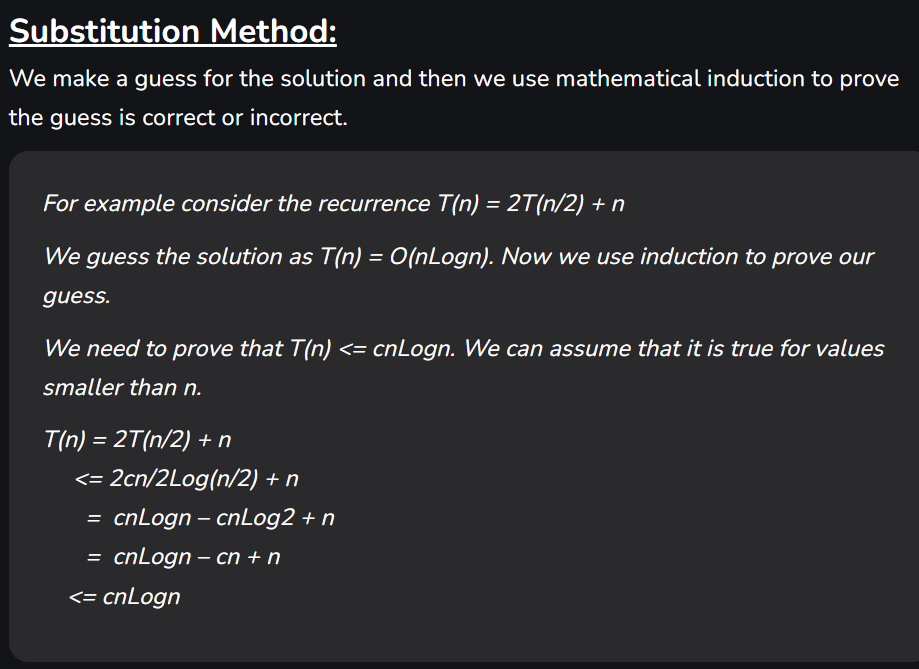 Substitution Method:
We make a guess for the solution and then we use mathematical induction to prove
the guess is correct or incorrect.
For example consider the recurrence T(n) = 2T(n/2) + n
We guess the solution as T(n) = O(nLogn). Now we use induction to prove our
guess.
We need to prove that T(n) <= cnLogn. We can assume that it is true for values
smaller than n.
T(n) = 2T(n/2) + n
<= 2cn/2Log(n/2) + n
= cnLogn – cnLog2 + n
= cnLogn – cn + n
<= cnLogn